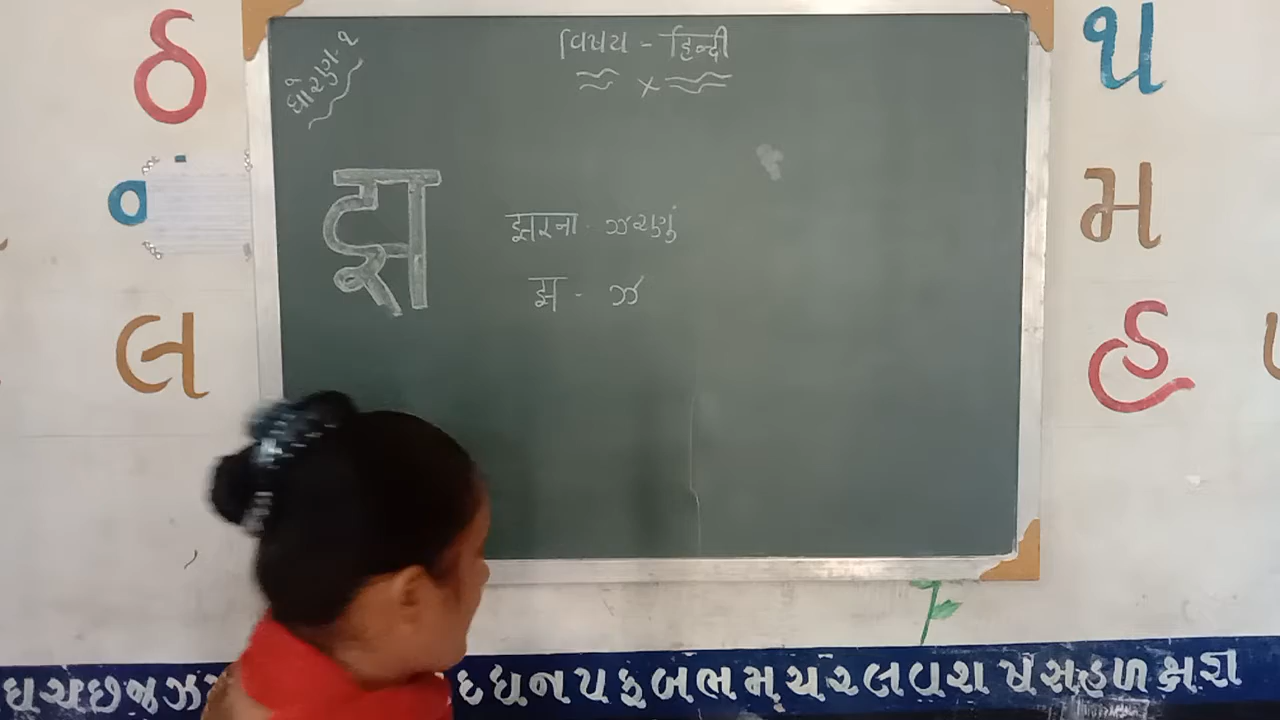 ધોરણ-૧
विषय - हिन्दी
झ
झरना - ઝરણું
झ - ઝ
ઠ
થ
મ
લ
હ
ઘચછજઝ
દધનપફબભમયરલવશષસહળક્ષજ્ઞ